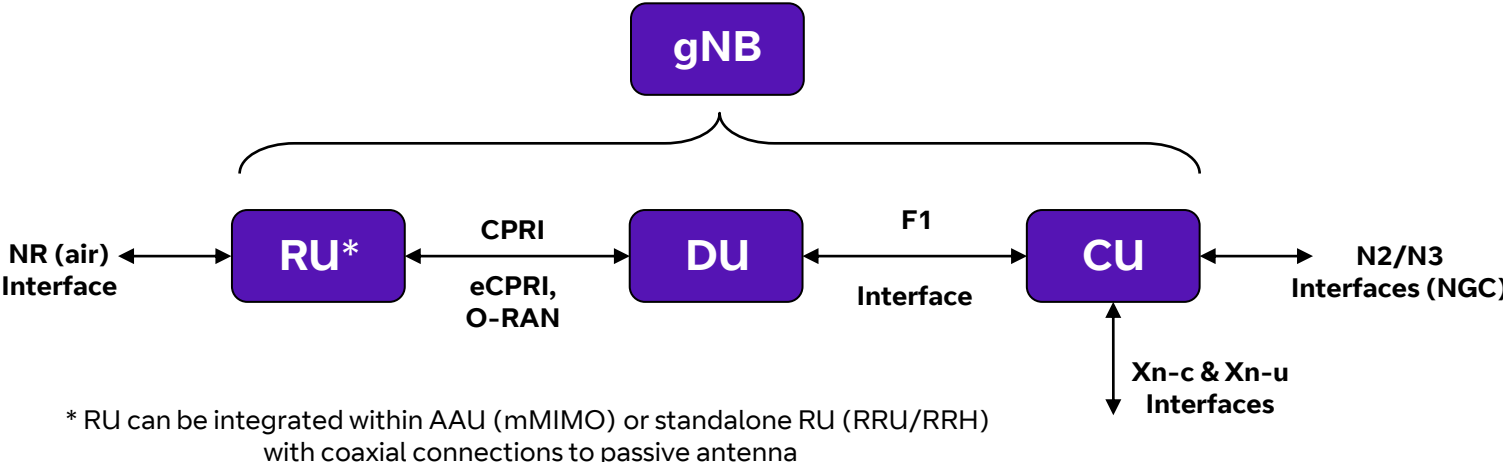 gNB
NR (air)
Interface
RU*
CPRI
eCPRI,
O-RAN
DU
F1
Interface
CU
N2/N3
Interfaces (NGC)
Xn-c & Xn-u
Interfaces
* RU can be integrated within AAU (mMIMO) or standalone RU (RRU/RRH)
with coaxial connections to passive antenna